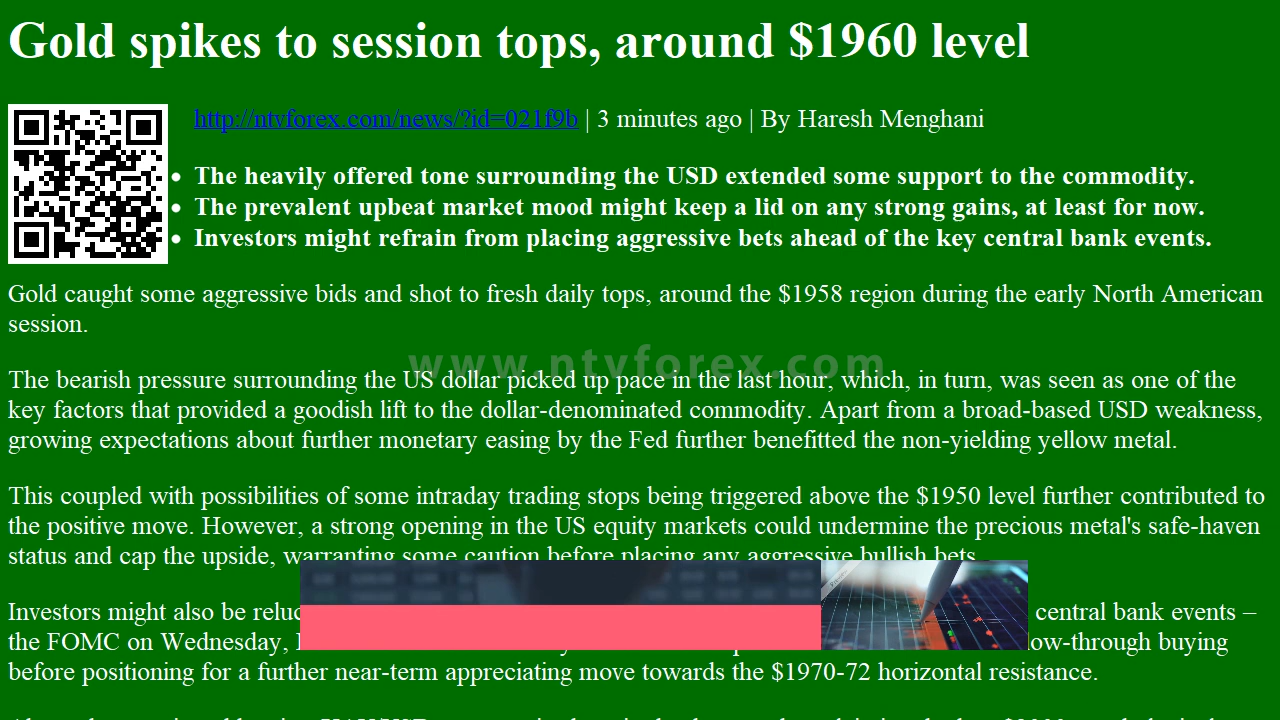 Gold spikes to session tops, around $1960 level
http://ntvforex.com/news/?id=021f9b | 3 minutes ago | By Haresh Menghani
The heavily offered tone surrounding the USD extended some support to the commodity.
The prevalent upbeat market mood might keep a lid on any strong gains, at least for now.
Investors might refrain from placing aggressive bets ahead of the key central bank events.
Gold caught some aggressive bids and shot to fresh daily tops, around the $1958 region during the early North American
session.
www.ntvforex.com
The bearish pressure surrounding the US dollar picked up pace in the last hour, which, in turn, was seen as one of the
key factors that provided a goodish lift to the dollar-denominated commodity. Apart from a broad-based USD weakness,
growing expectations about further monetary easing by the Fed further benefitted the non-yielding yellow metal.
This coupled with possibilities of some intraday trading stops being triggered above the $1950 level further contributed to
the positive move. However, a strong opening in the US equity markets could undermine the precious metal's safe-haven
status and cap the upside, warranting some caution before placing any aggressive bullish bets.
Investors might also be central bank events –
the FOMC on Wednesday, buying
before positioning for a further near-term appreciating move towards the $1970-72 horizontal resistance.